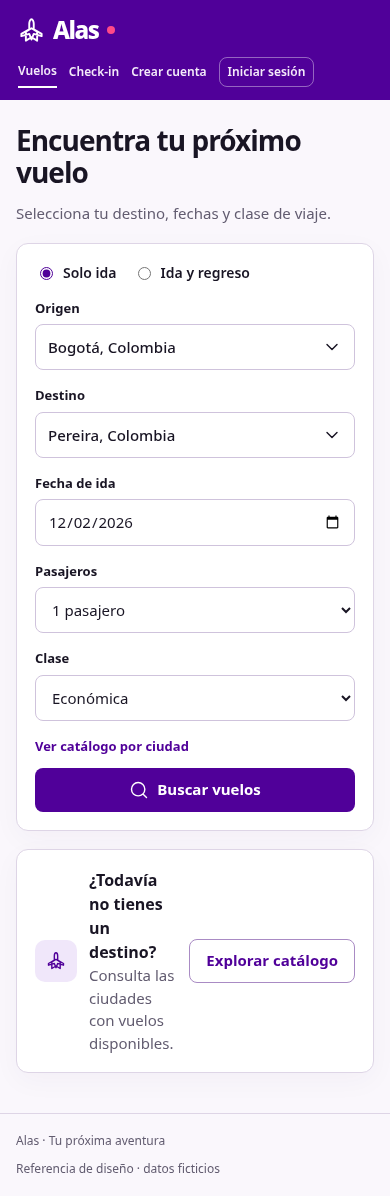 Alas
Vuelos Check-in Crear cuenta Iniciar sesión
Encuentra tu próximo
vuelo
Selecciona tu destino, fechas y clase de viaje.
Solo ida Ida y regreso
Origen
Bogotá, Colombia
Destino
Pereira, Colombia
Fecha de ida
12/02/2026
Pasajeros
1 pasajero
Clase
Económica
Ver catálogo por ciudad
Buscar vuelos
¿Todavía
no tienes
un
destino?
Consulta las
ciudades
con vuelos
disponibles.
Explorar catálogo
Alas · Tu próxima aventura
Referencia de diseño · datos ficticios